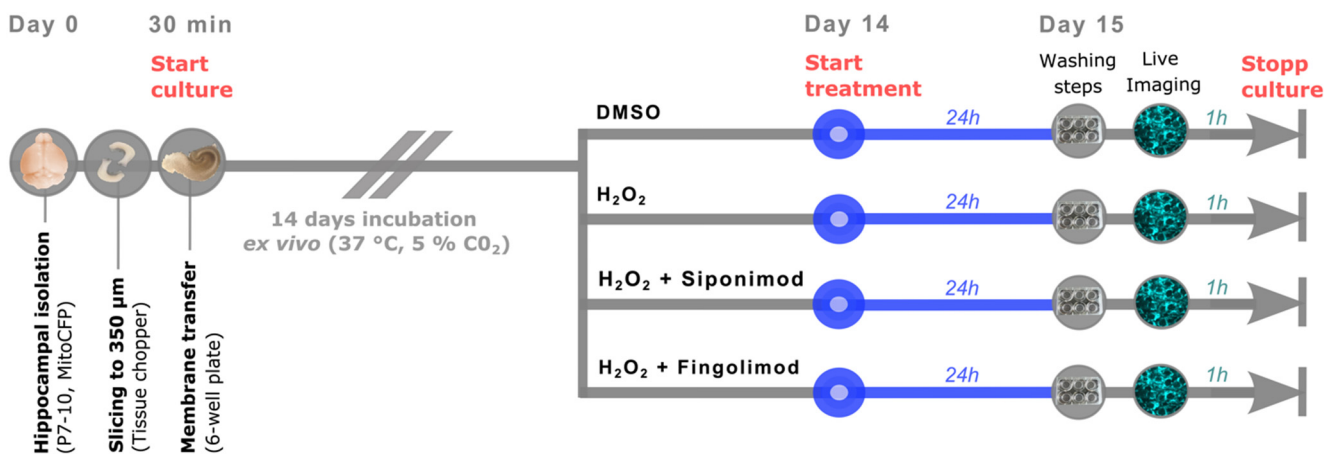 Day 0
30 min
Day 14
Day 15
Start
culture
Start
treatment
Washing
steps
Live
Imaging
Stopp
culture
DMSO
24h
1h
H₂O₂
24h
1h
14 days incubation
ex vivo (37 °C, 5 % C0₂)
H₂O₂ + Siponimod
24h
1h
H₂O₂ + Fingolimod
24h
1h
Hippocampal isolation
(P7-10, MitoCFP)
Slicing to 350 µm
(Tissue chopper)
Membrane transfer
(6-well plate)